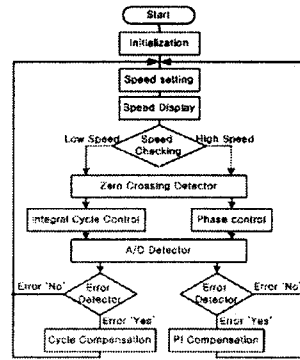 Start
Initialization
Speed setting
Speed Display
Low Speed
Speed Checking
High Speed
Zero Crossing Detector
Integral Cycle Control
Phase control
A/D Detector
Error 'No'
Error Detector
Error Detector
Error 'No'
Error 'Yes'
Error 'Yes'
Cycle Compensation
PI Compensation